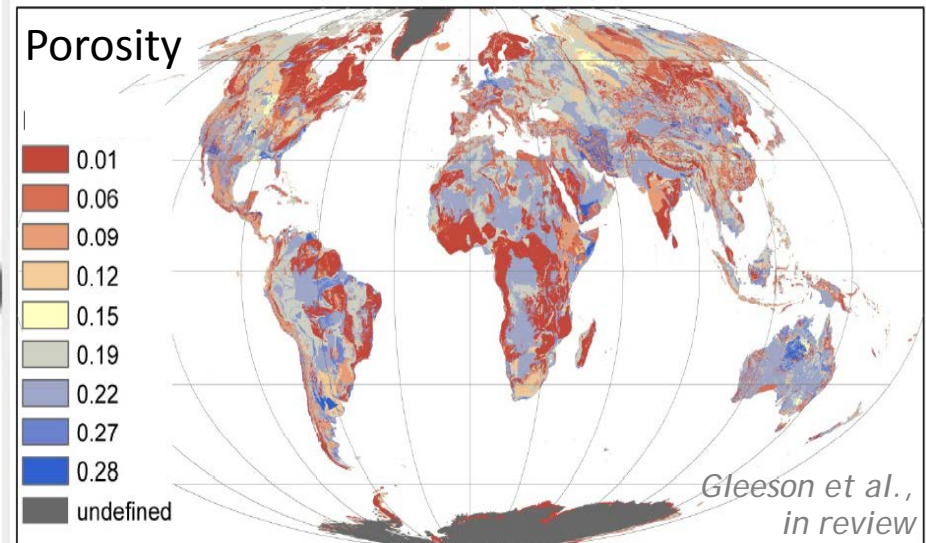 Porosity
0.01
0.06
0.09
0.12
0.15
0.19
0.22
0.27
0.28
undefined
Gleeson et al.,
in review